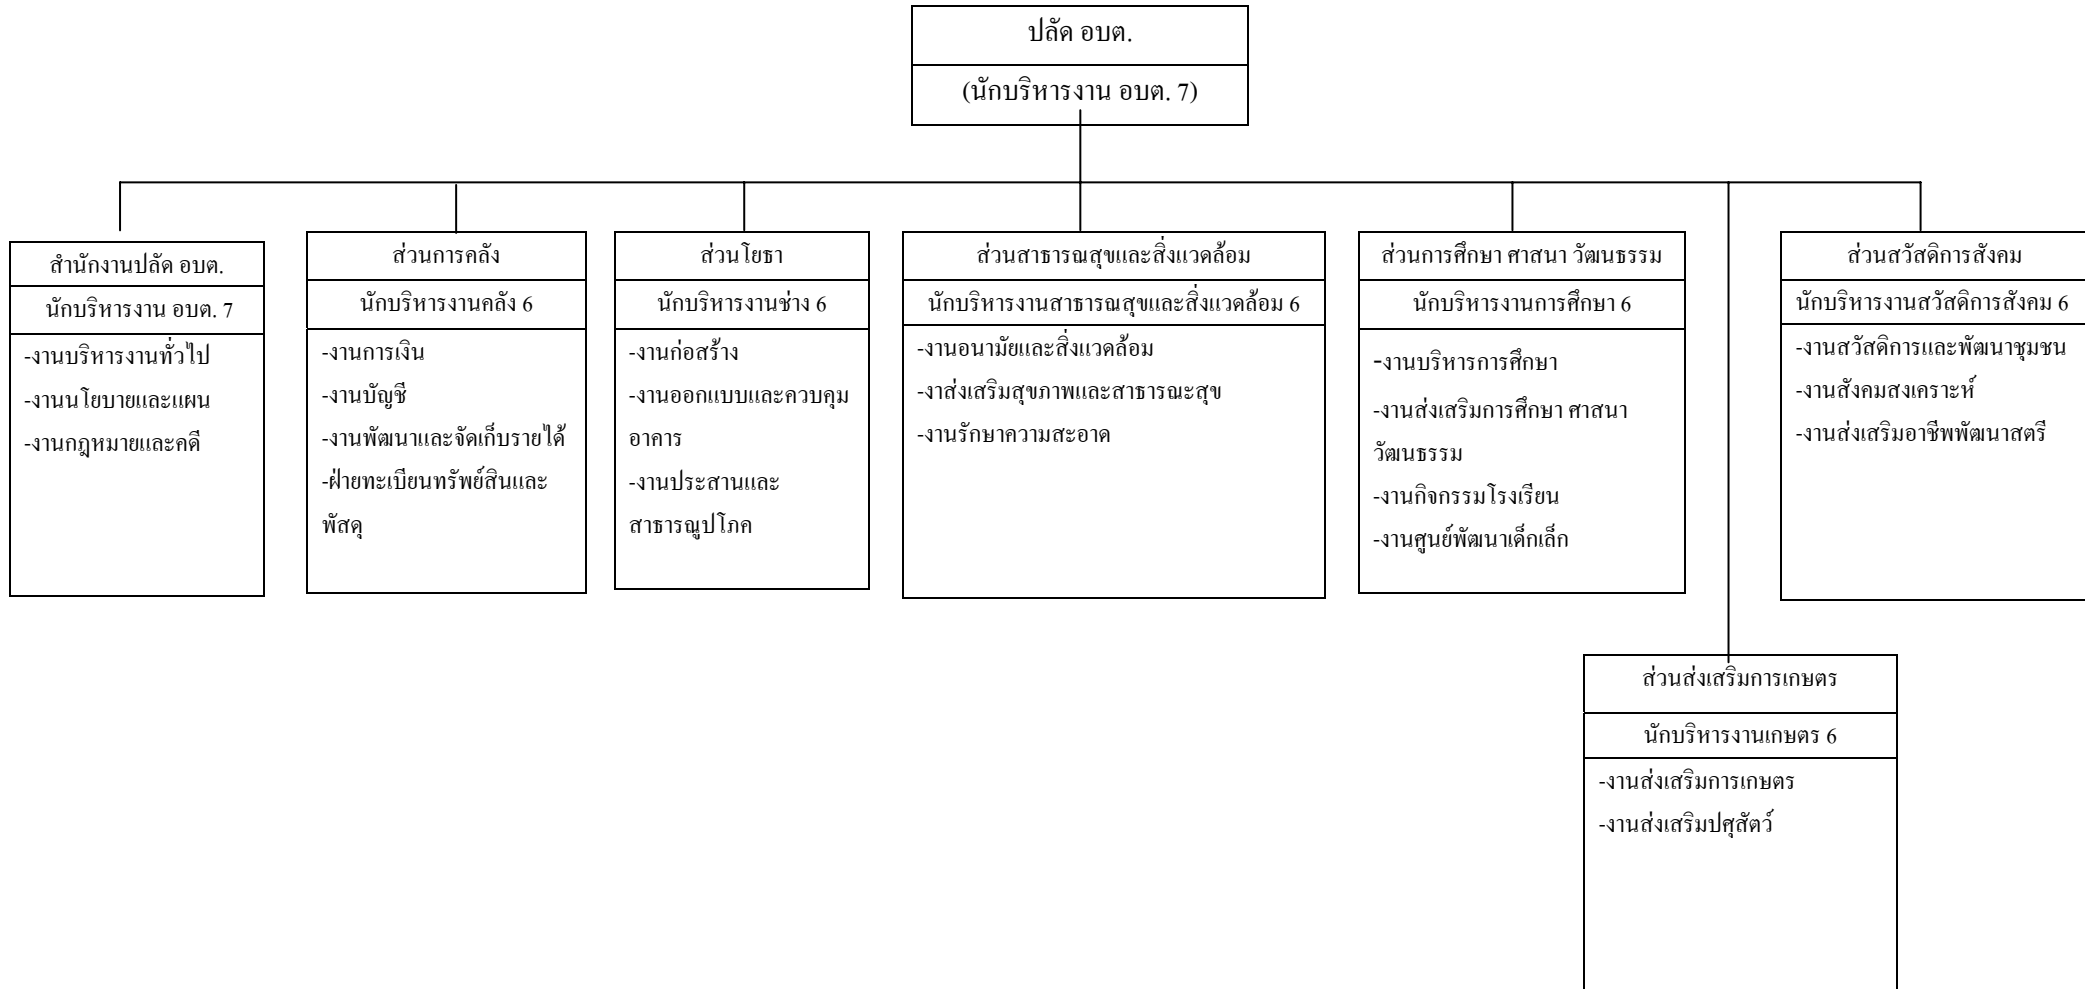 ปลัด อบต.
(นักบริหารงาน อบต. 7)
สำนักงานปลัด อบต.
นักบริหารงาน อบต. 7
-งานบริหารงานทั่วไป
-งานนโยบายและแผน
-งานกฎหมายและคดี
ส่วนการคลัง
นักบริหารงานคลัง 6
-งานการเงิน
-งานบัญชี
-งานพัฒนาและจัดเก็บรายได้
-ฝ่ายทะเบียนทรัพย์สินและ
พัสดุ
ส่วนโยธา
นักบริหารงานช่าง 6
-งานก่อสร้าง
-งานออกแบบและควบคุม
อาคาร
-งานประสานและ
สาธารณูปโภค
ส่วนสาธารณสุขและสิ่งแวดล้อม
นักบริหารงานสาธารณสุขและสิ่งแวดล้อม 6
-งานอนามัยและสิ่งแวดล้อม
-งาส่งเสริมสุขภาพและสาธารณะสุข
-งานรักษาความสะอาด
ส่วนการศึกษา ศาสนา วัฒนธรรม
นักบริหารงานการศึกษา 6
-งานบริหารการศึกษา
-งานส่งเสริมการศึกษา ศาสนา
วัฒนธรรม
-งานกิจกรรมโรงเรียน
-งานศูนย์พัฒนาเด็กเล็ก
ส่วนสวัสดิการสังคม
นักบริหารงานสวัสดิการสังคม 6
-งานสวัสดิการและพัฒนาชุมชน
-งานสังคมสงเคราะห์
-งานส่งเสริมอาชีพพัฒนาสตรี
ส่วนส่งเสริมการเกษตร
นักบริหารงานเกษตร 6
-งานส่งเสริมการเกษตร
-งานส่งเสริมปศุสัตว์